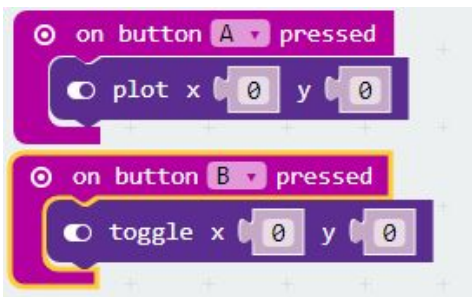 on button A pressed
plot x 0 y 0
on button B pressed
toggle x 0 y 0